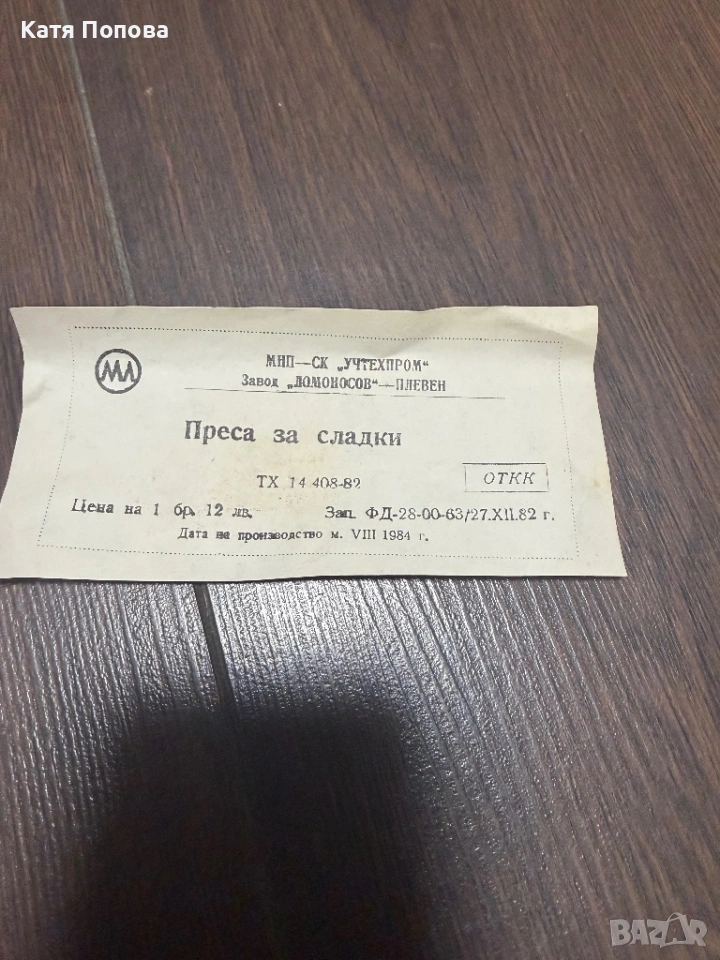 Катя Попова
МНП—СК „УЧТЕХПРОМ“
Завод „ЛОМОНОСОВ“—ПЛЕВЕН
Преса за сладки
ТХ 14 408-82
ОТКК
Цена на 1 бр. 12 лв. Зап. ФД-28-00-63/27.XII.82 г.
Дата на производство м. VIII 1984 г.
BAZAR